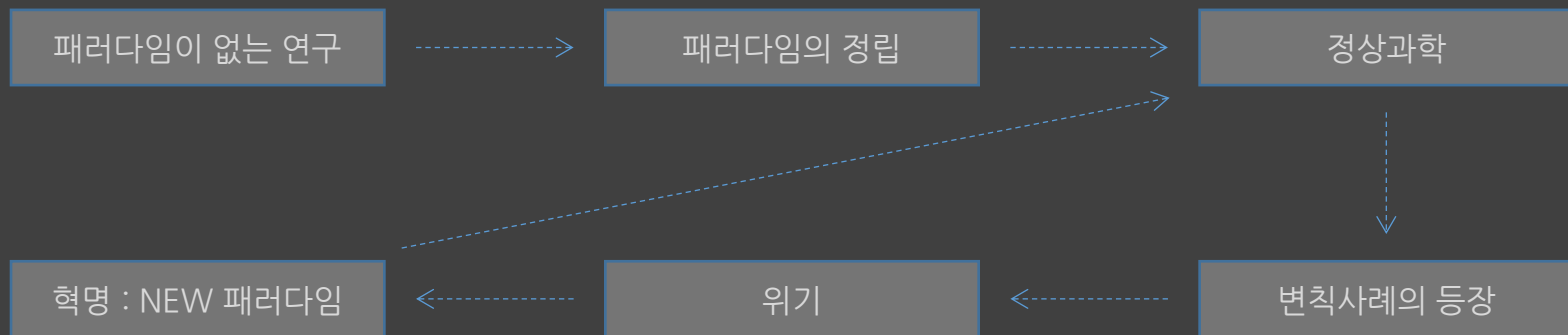 패러다임이 없는 연구
패러다임의 정립
정상과학
혁명 : NEW 패러다임
위기
변칙사례의 등장